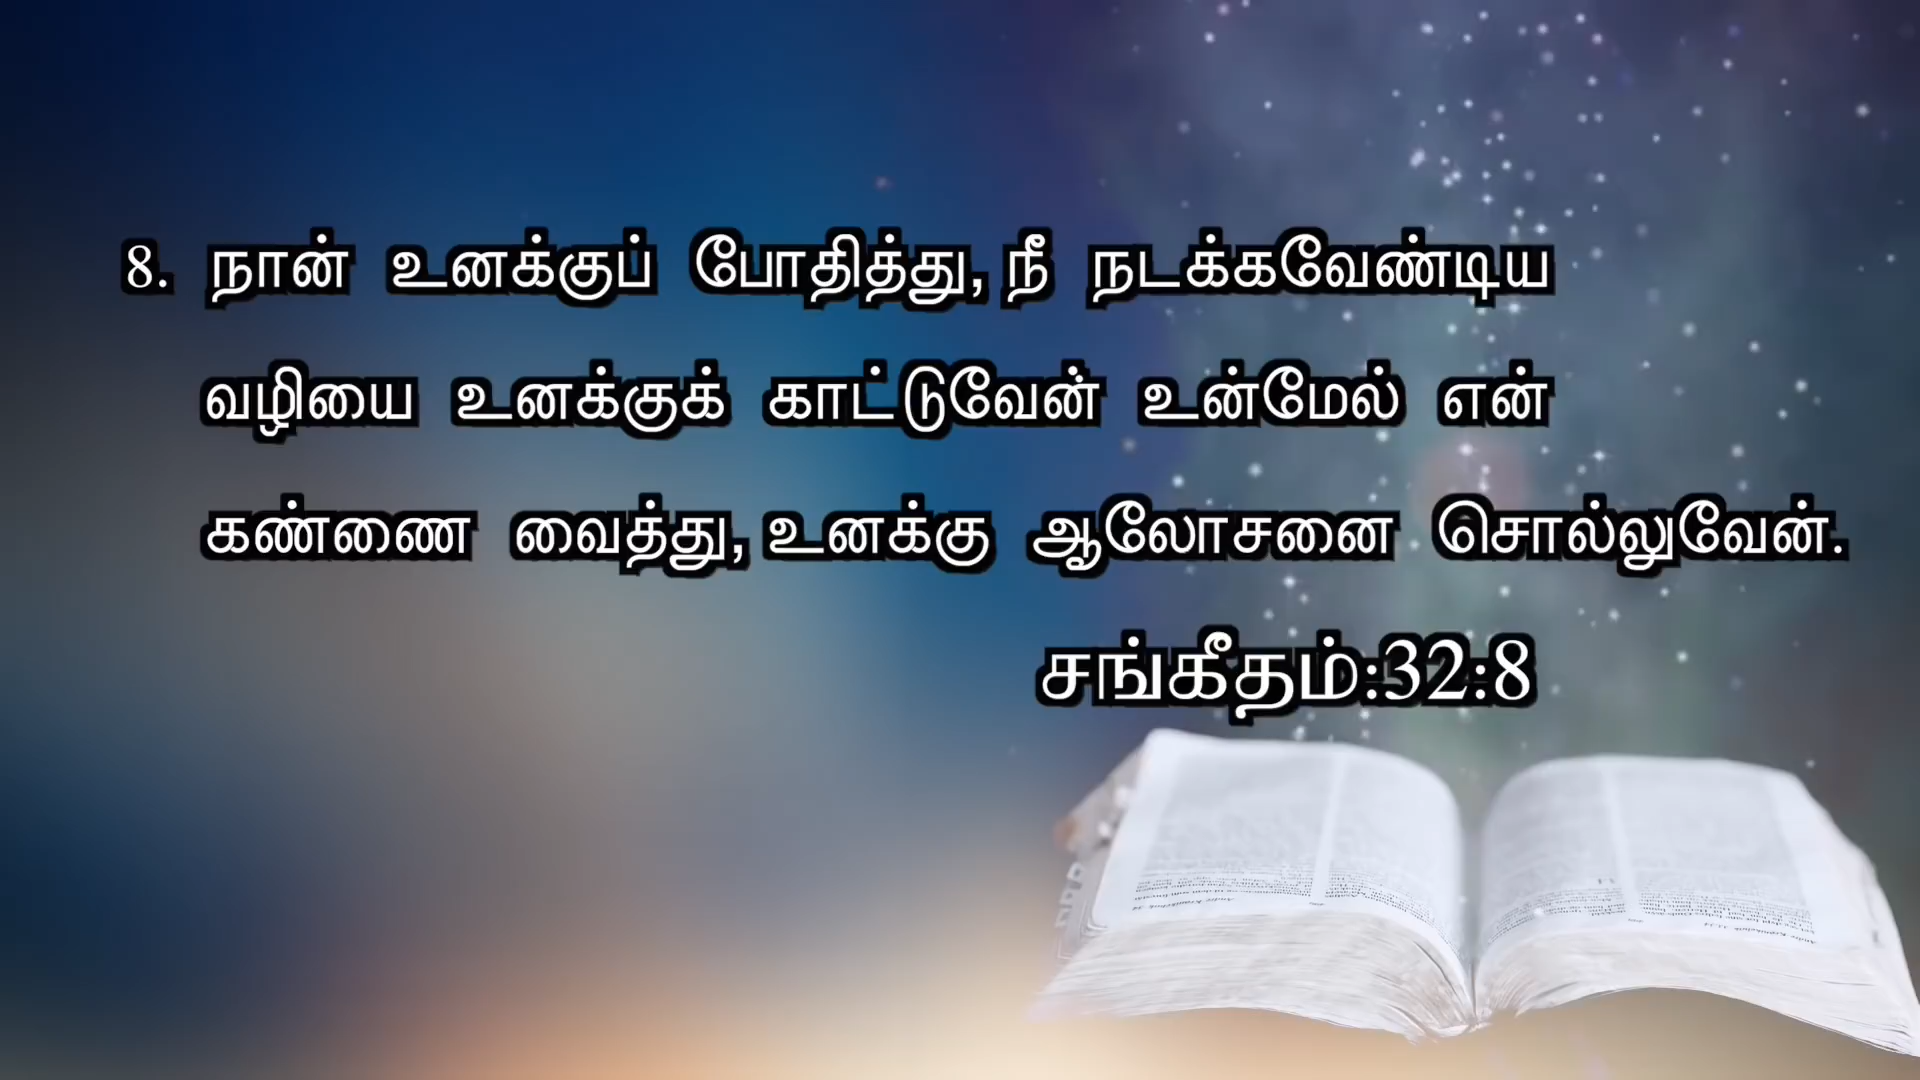 8. நான் உனக்குப் போதித்து, நீ நடக்கவேண்டிய
வழியை உனக்குக் காட்டுவேன் உன்மேல் என்
கண்ணை வைத்து, உனக்கு ஆலோசனை சொல்லுவேன்.
சங்கீதம்:32:8